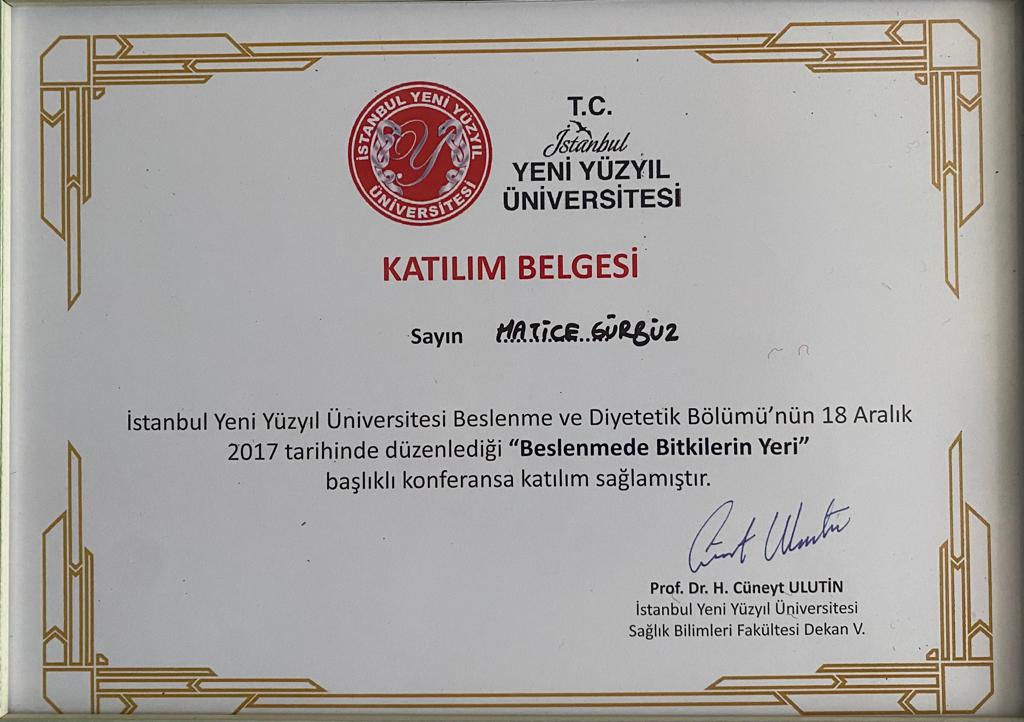 İSTANBUL YENİ YÜZYIL
ÜNİVERSİTESİ
T.C.
İstanbul
YENİ YÜZYIL
ÜNİVERSİTESİ
KATILIM BELGESİ
Sayın HATİCE GÜRBÜZ
İstanbul Yeni Yüzyıl Üniversitesi Beslenme ve Diyetetik Bölümü’nün 18 Aralık
2017 tarihinde düzenlediği “Beslenmede Bitkilerin Yeri”
başlıklı konferansa katılım sağlamıştır.
Prof. Dr. H. Cüneyt ULUTİN
İstanbul Yeni Yüzyıl Üniversitesi
Sağlık Bilimleri Fakültesi Dekan V.